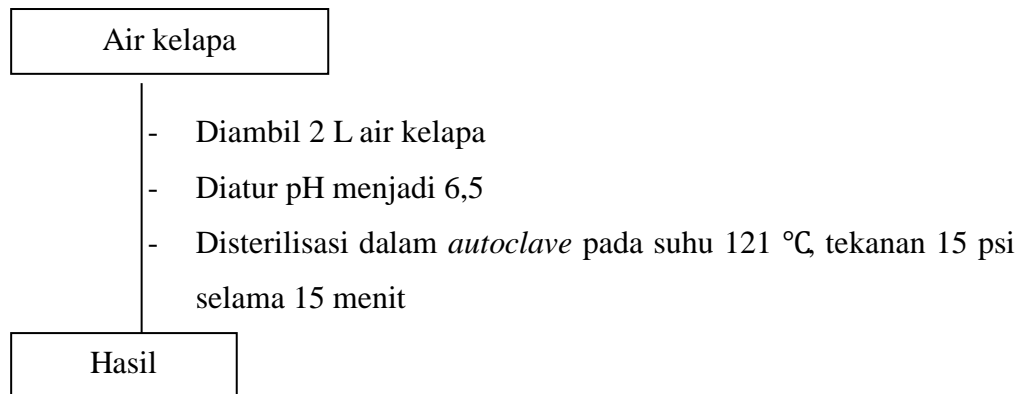 Air kelapa
- Diambil 2 L air kelapa
- Diatur pH menjadi 6,5
- Disterilisasi dalam autoclave pada suhu 121 ℃, tekanan 15 psi
selama 15 menit
Hasil